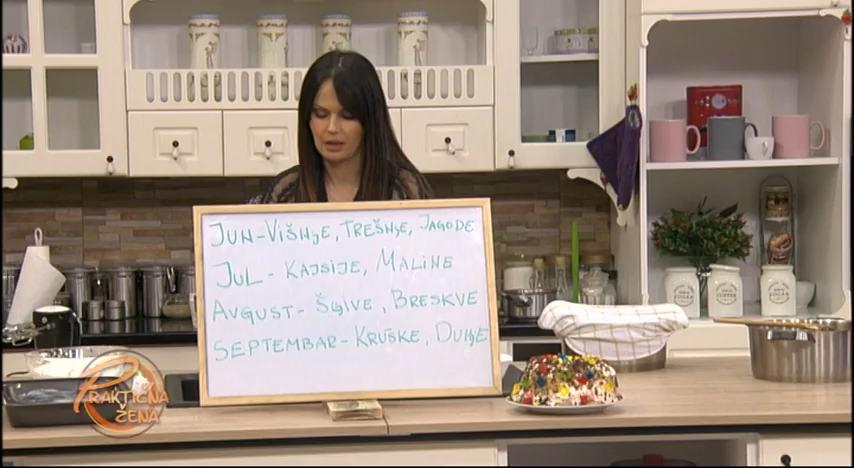 JUN-VIŠNJE, TREŠNJE, JAGODE
JUL- KAJSIJE, MALINE
AVGUST- ŠLJIVE, BRESKVE
SEPTEMBAR-KRUŠKE, DUNJE
PRAKTIČNA
ŽENA